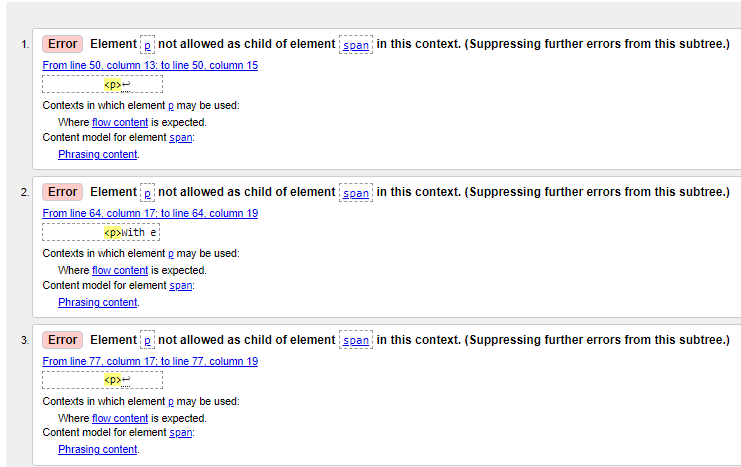 1. Error Element p not allowed as child of element span in this context. (Suppressing further errors from this subtree.)
From line 50, column 13; to line 50, column 15
<p>↩
Contexts in which element p may be used:
Where flow content is expected.
Content model for element span:
Phrasing content.
2. Error Element p not allowed as child of element span in this context. (Suppressing further errors from this subtree.)
From line 64, column 17; to line 64, column 19
<p>With e
Contexts in which element p may be used:
Where flow content is expected.
Content model for element span:
Phrasing content.
3. Error Element p not allowed as child of element span in this context. (Suppressing further errors from this subtree.)
From line 77, column 17; to line 77, column 19
<p>↩
Contexts in which element p may be used:
Where flow content is expected.
Content model for element span:
Phrasing content.